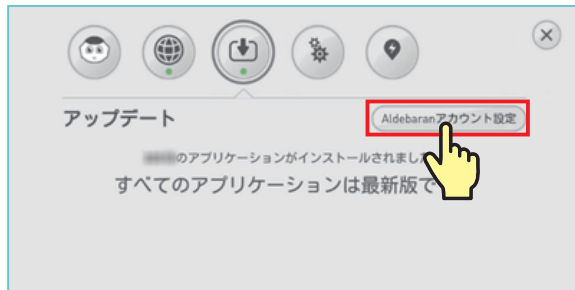 アップデート
Aldebaranアカウント設定
のアプリケーションがインストールされまし
すべてのアプリケーションは最新版で